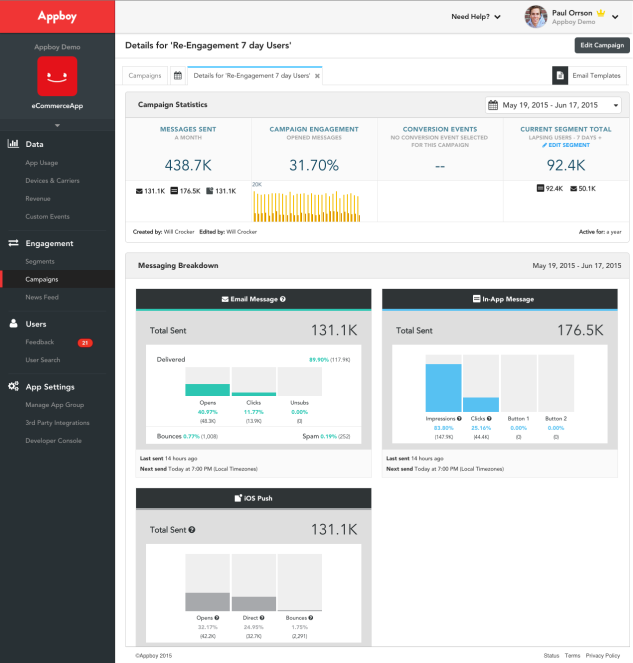 Appboy
Need Help?
Paul Orrson
Appboy Demo
Appboy Demo
eCommerceApp
Data
App Usage
Devices & Carriers
Revenue
Custom Events
Engagement
Segments
Campaigns
News Feed
Users
Feedback 21
User Search
App Settings
Manage App Group
3rd Party Integrations
Developer Console
Details for 'Re-Engagement 7 day Users'
Edit Campaign
Campaigns
Details for 'Re-Engagement 7 day Users' ×
Email Templates
Campaign Statistics
May 19, 2015 - Jun 17, 2015
MESSAGES SENT
A MONTH
438.7K
131.1K 176.5K 131.1K
CAMPAIGN ENGAGEMENT
OPENED MESSAGES
31.70%
20K
CONVERSION EVENTS
NO CONVERSION EVENT SELECTED
FOR THIS CAMPAIGN
--
CURRENT SEGMENT TOTAL
LAPSING USERS - 7 DAYS +
EDIT SEGMENT
92.4K
92.4K 50.1K
Created by: Will Crocker Edited by: Will Crocker
Active for: a year
Messaging Breakdown
May 19, 2015 - Jun 17, 2015
Email Message
Total Sent 131.1K
Delivered 89.90% (117.9K)
Opens Clicks Unsubs
40.97% 11.77% 0.00%
(48.3K) (13.9K) (0)
Bounces 0.77% (1,008) Spam 0.19% (252)
Last sent 14 hours ago
Next send Today at 7:00 PM (Local Timezones)
In-App Message
Total Sent 176.5K
Impressions Clicks Button 1 Button 2
83.80% 25.16% 0.00% 0.00%
(147.9K) (44.4K) (0) (0)
Last sent 14 hours ago
Next send Today at 7:00 PM (Local Timezones)
iOS Push
Total Sent 131.1K
Opens Direct Bounces
32.17% 24.95% 1.75%
(42.2K) (32.7K) (2,291)
©Appboy 2015
Status Terms Privacy Policy